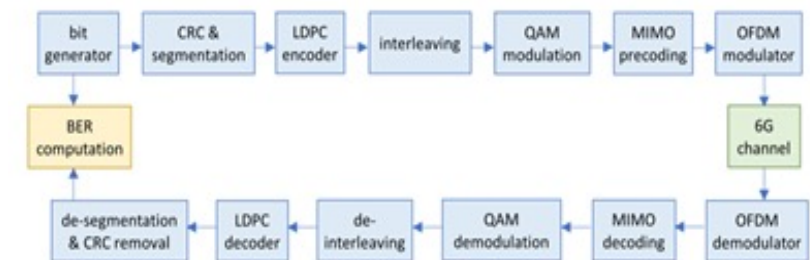 bit
generator
CRC &
segmentation
LDPC
encoder
interleaving
QAM
modulation
MIMO
precoding
OFDM
modulator
BER
computation
6G
channel
de-segmentation
& CRC removal
LDPC
decoder
de-
interleaving
QAM
demodulation
MIMO
decoding
OFDM
demodulator